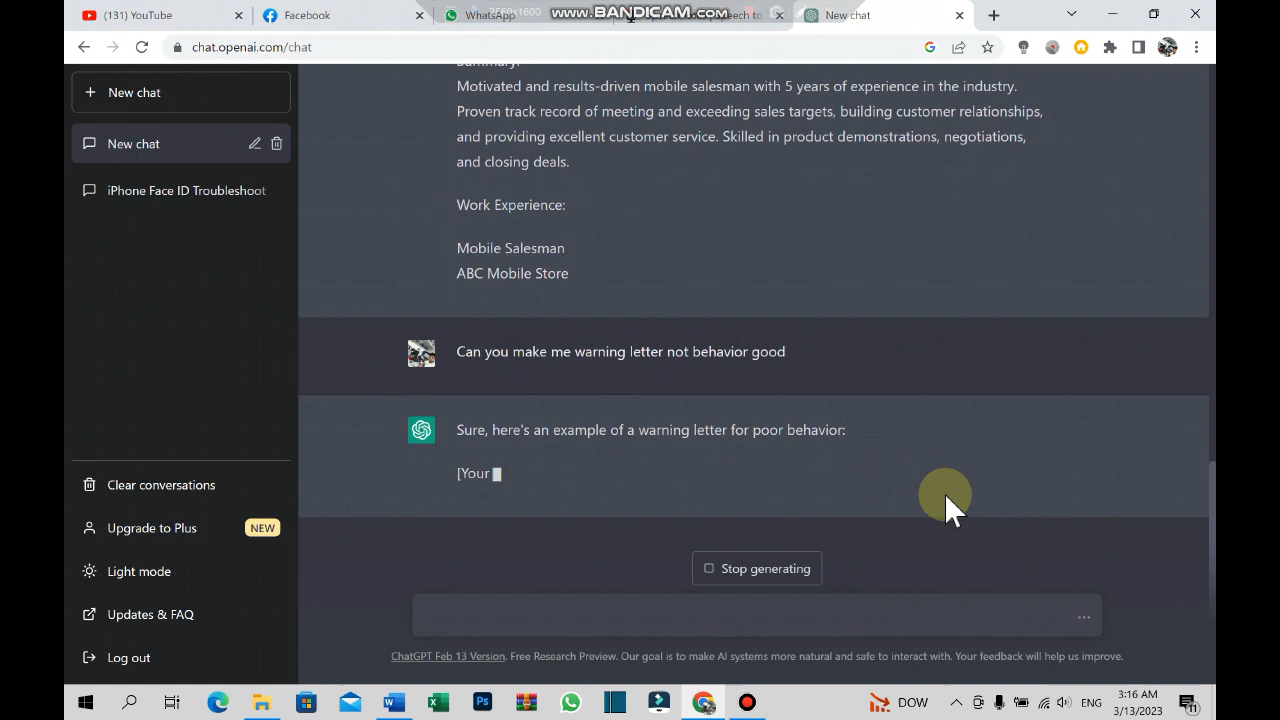 (131) YouTube
Facebook
WhatsApp
2560x1600
www.BANDICAM.com
speech to
New chat
chat.openai.com/chat
New chat
New chat
iPhone Face ID Troubleshoot
Summary:
Motivated and results-driven mobile salesman with 5 years of experience in the industry.
Proven track record of meeting and exceeding sales targets, building customer relationships,
and providing excellent customer service. Skilled in product demonstrations, negotiations,
and closing deals.
Work Experience:
Mobile Salesman
ABC Mobile Store
Can you make me warning letter not behavior good
Sure, here's an example of a warning letter for poor behavior:
[Your
Stop generating
Clear conversations
Upgrade to Plus
NEW
Light mode
Updates & FAQ
Log out
ChatGPT Feb 13 Version. Free Research Preview. Our goal is to make AI systems more natural and safe to interact with. Your feedback will help us improve.
DOW
ENG
3:16 AM
3/13/2023